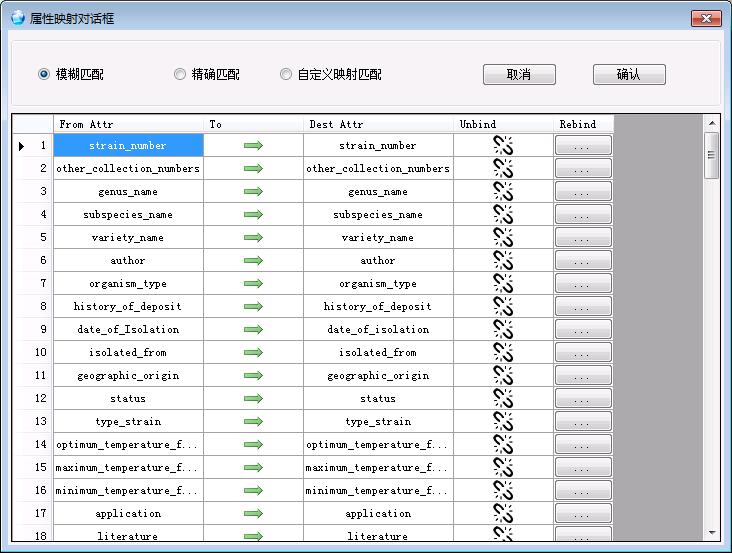 属性映射对话框
模糊匹配 精确匹配 自定义映射匹配 取消 确认
From Attr To Dest Attr Unbind Rebind
1 strain_number strain_number ...
2 other_collection_numbers other_collection_numbers ...
3 genus_name genus_name ...
4 subspecies_name subspecies_name ...
5 variety_name variety_name ...
6 author author ...
7 organism_type organism_type ...
8 history_of_deposit history_of_deposit ...
9 date_of_Isolation date_of_isolation ...
10 isolated_from isolated_from ...
11 geographic_origin geographic_origin ...
12 status status ...
13 type_strain type_strain ...
14 optimum_temperature_f... optimum_temperature_f... ...
15 maximum_temperature_f... maximum_temperature_f... ...
16 minimum_temperature_f... minimum_temperature_f... ...
17 application application ...
18 literature literature ...